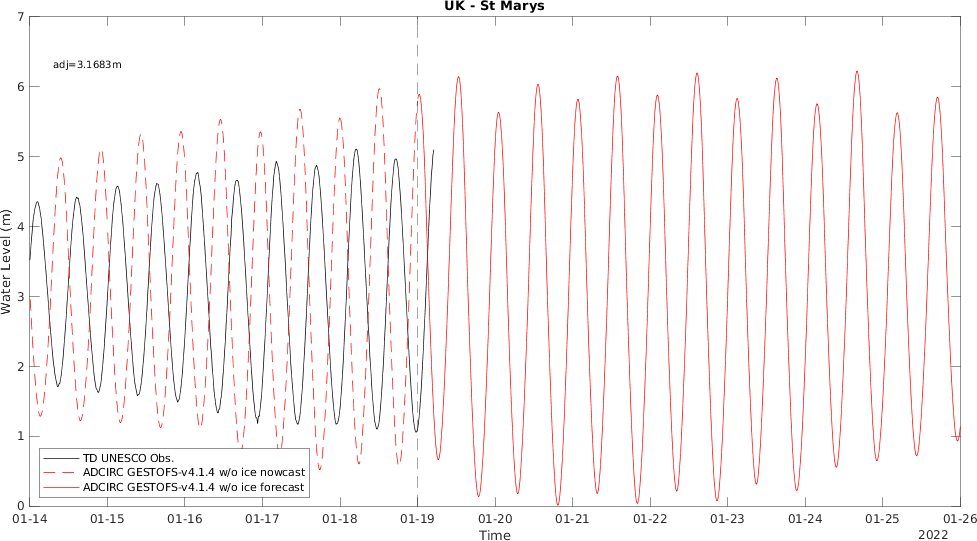 UK - St Marys
7
6
5
4
3
2
1
0
Water Level (m)
adj=3.1683m
TD UNESCO Obs.
ADCIRC GESTOFS-v4.1.4 w/o ice nowcast
ADCIRC GESTOFS-v4.1.4 w/o ice forecast
01-14 01-15 01-16 01-17 01-18 01-19 01-20 01-21 01-22 01-23 01-24 01-25 01-26
Time
2022